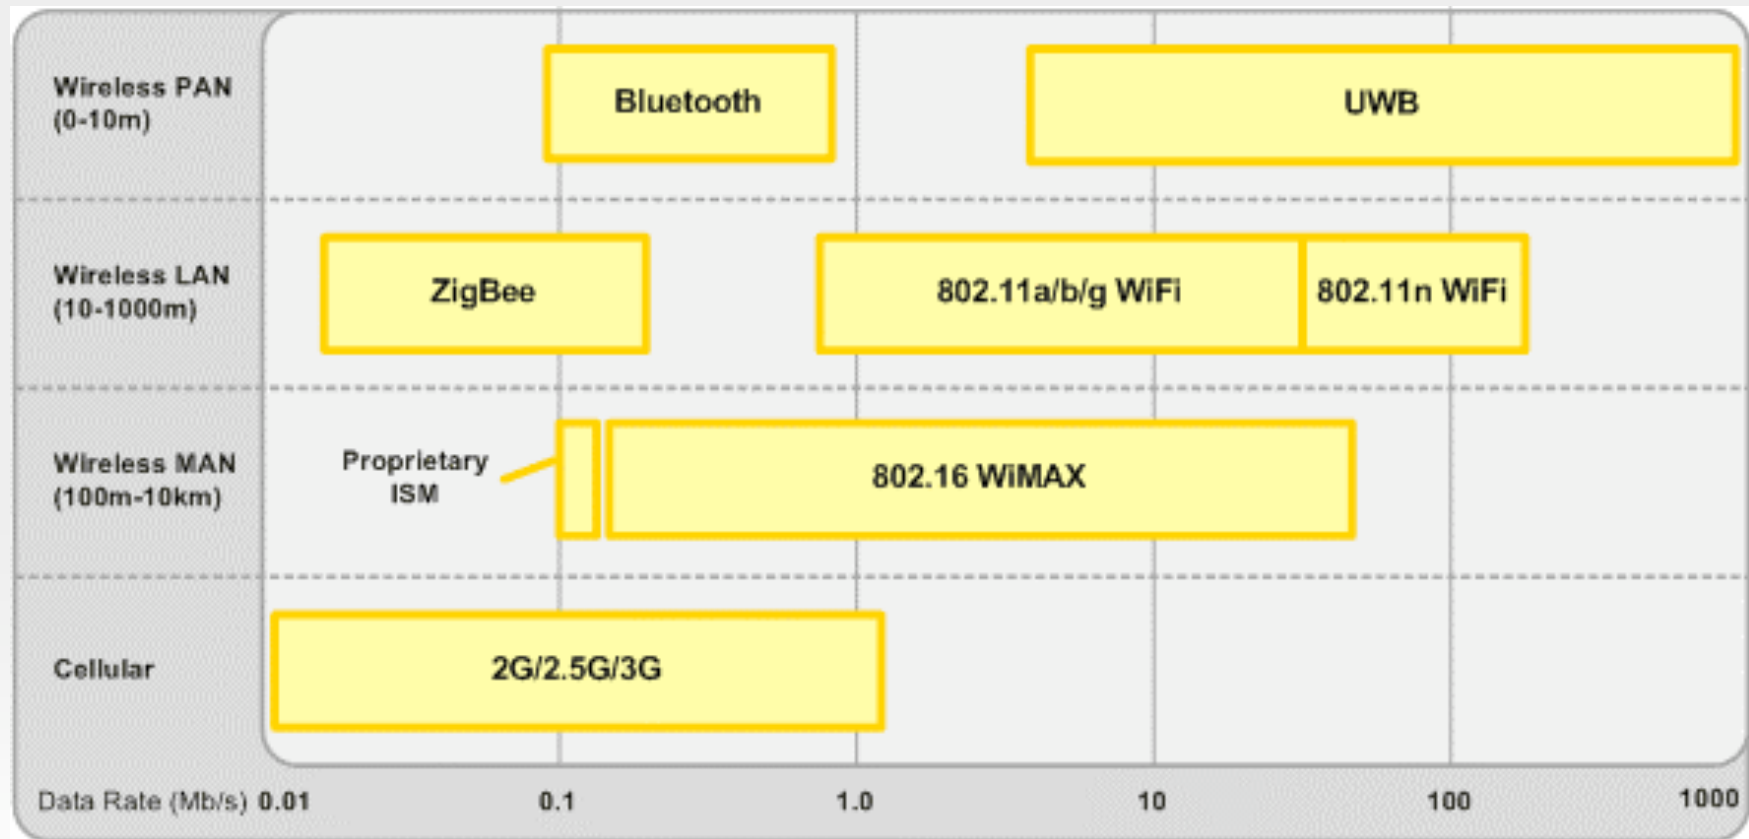 Wireless PAN
(0-10m)
Bluetooth
UWB
Wireless LAN
(10-1000m)
ZigBee
802.11a/b/g WiFi
802.11n WiFi
Wireless MAN
(100m-10km)
Proprietary
ISM
802.16 WiMAX
Cellular
2G/2.5G/3G
Data Rate (Mb/s) 0.01 0.1 1.0 10 100 1000